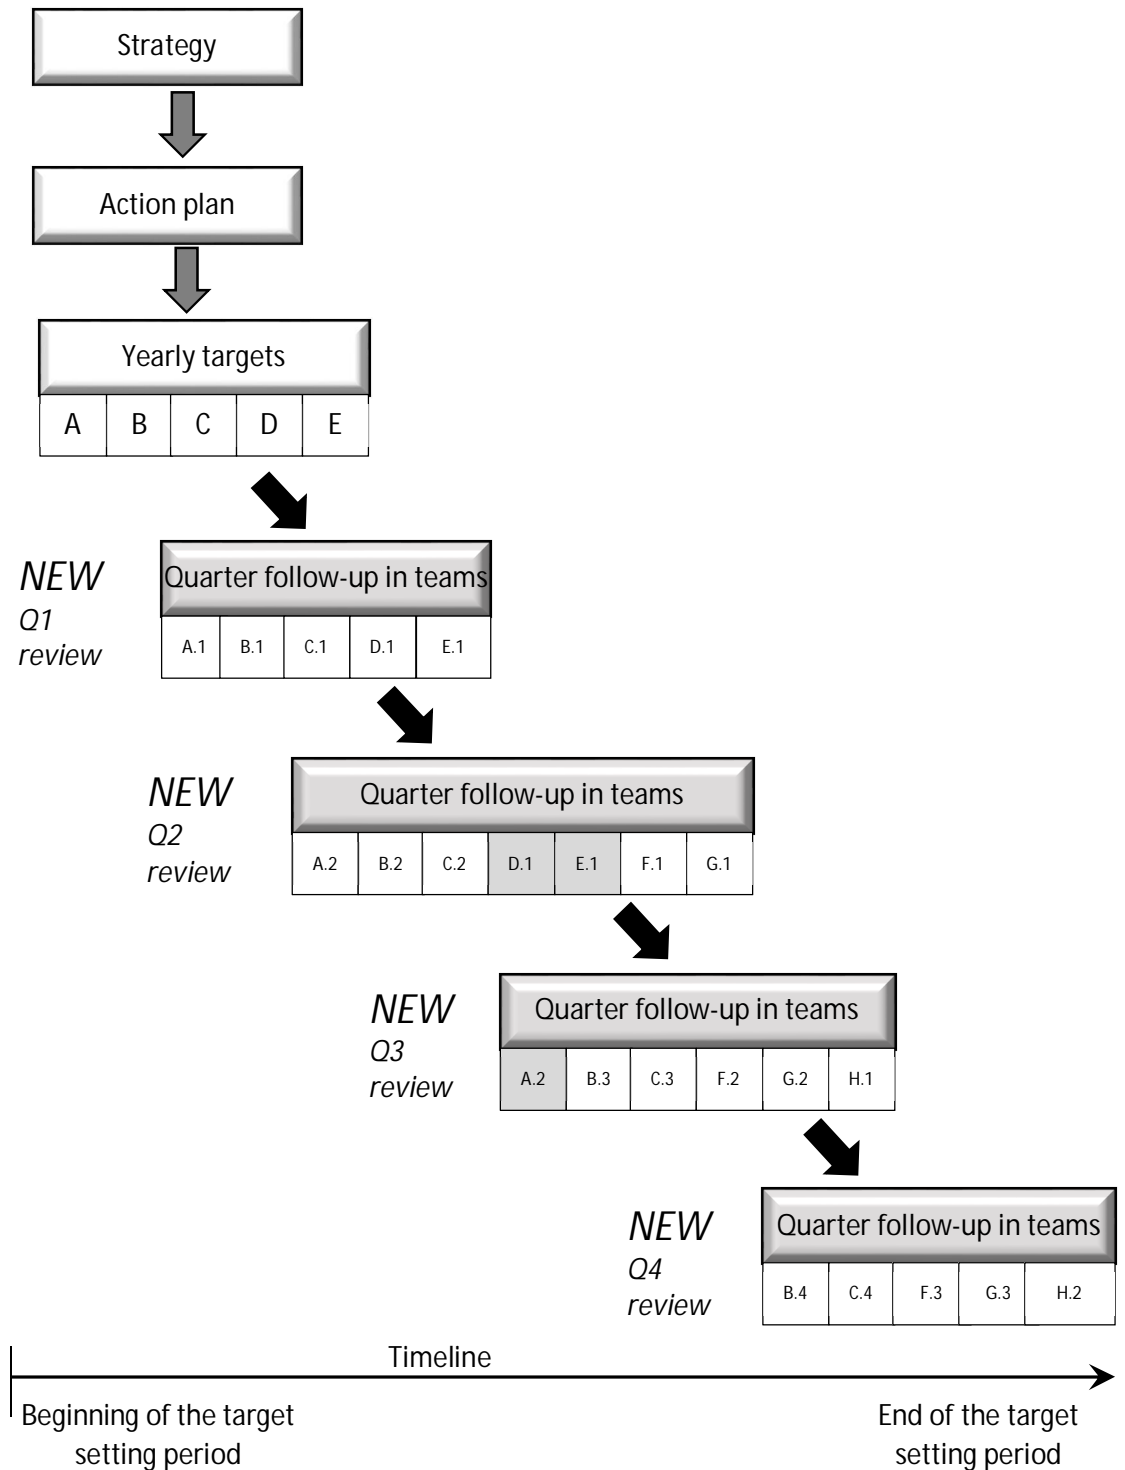 Strategy
Action plan
Yearly targets
A B C D E
NEW
Q1
review
Quarter follow-up in teams
A.1 B.1 C.1 D.1 E.1
NEW
Q2
review
Quarter follow-up in teams
A.2 B.2 C.2 D.1 E.1 F.1 G.1
NEW
Q3
review
Quarter follow-up in teams
A.2 B.3 C.3 F.2 G.2 H.1
NEW
Q4
review
Quarter follow-up in teams
B.4 C.4 F.3 G.3 H.2
Timeline
Beginning of the target
setting period
End of the target
setting period